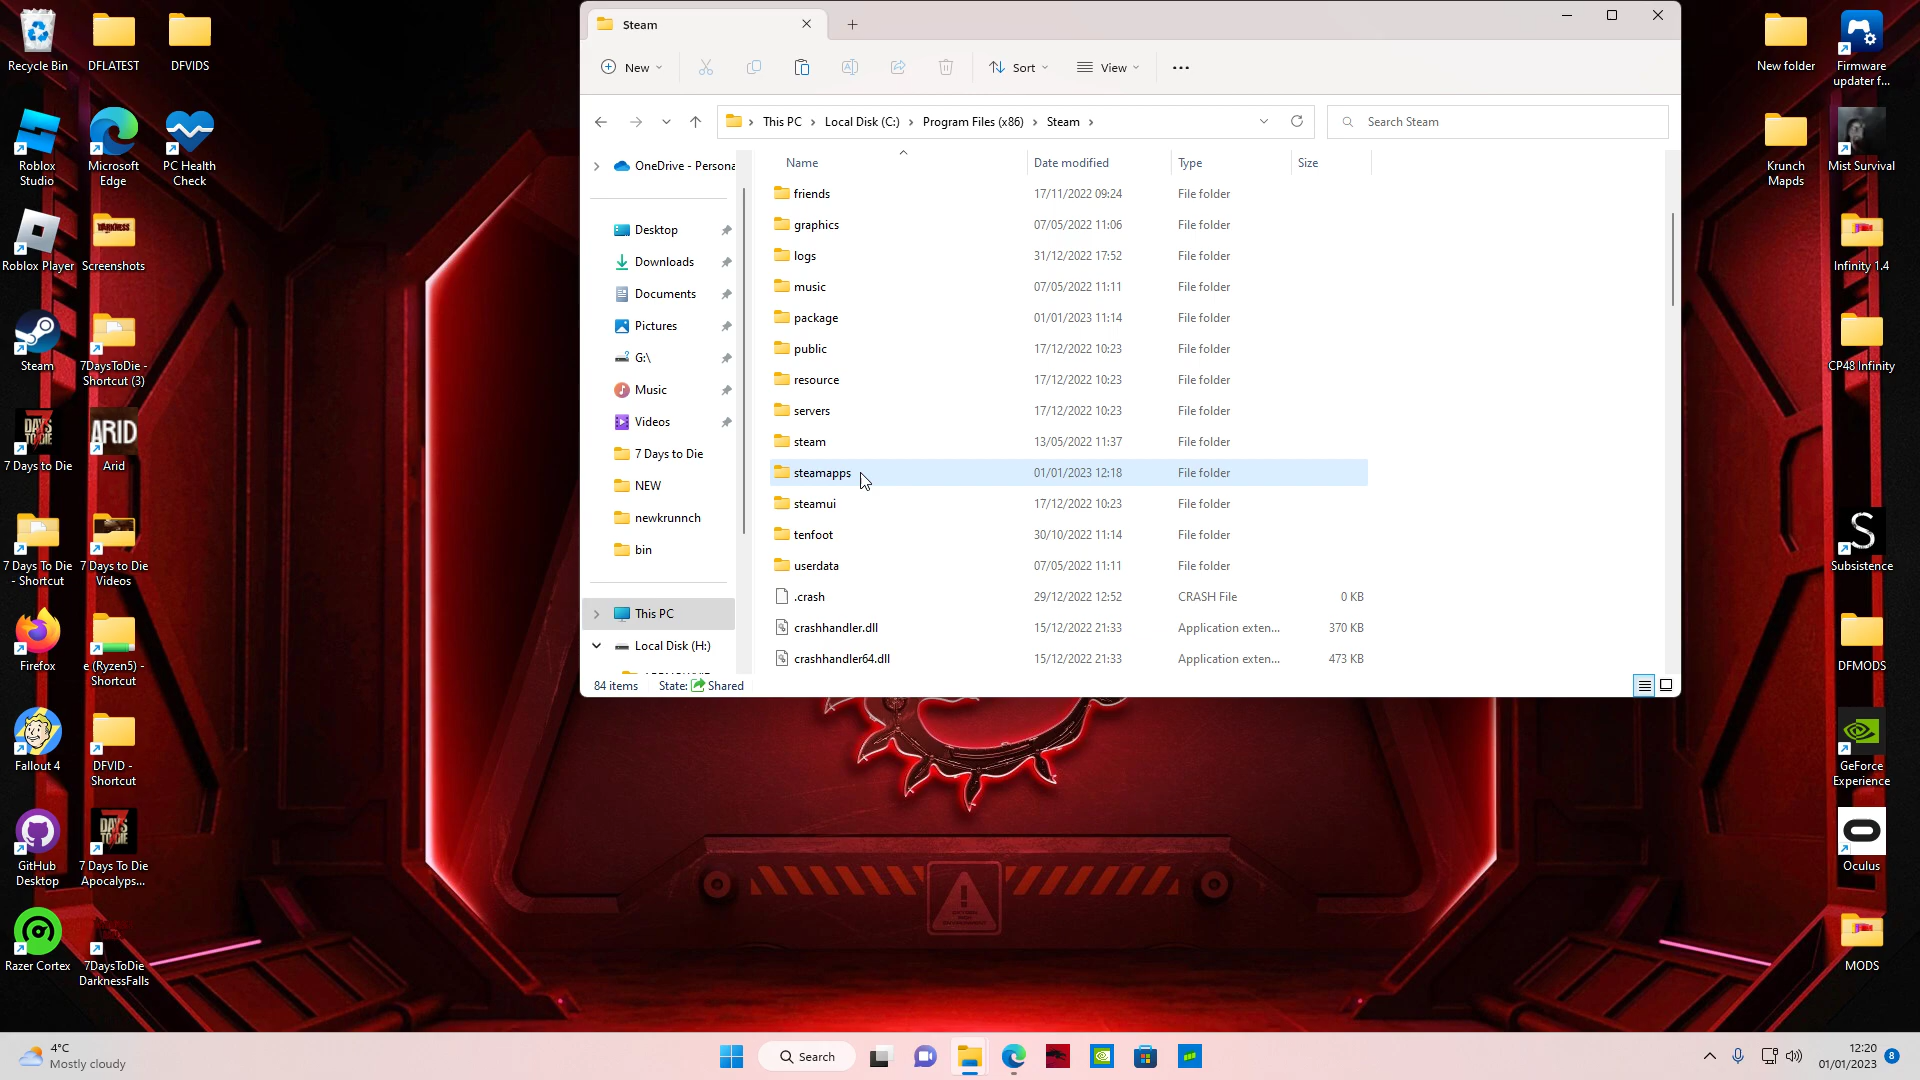 Recycle Bin
DFLATEST
DFVIDS
Roblox
Studio
Microsoft
Edge
PC Health
Check
Roblox Player
Screenshots
Steam
7DaysToDie -
Shortcut (3)
7 Days to Die
Arid
7 Days To Die
- Shortcut
7 Days to Die
Videos
Firefox
e (Ryzen5) -
Shortcut
Fallout 4
DFVID -
Shortcut
GitHub
Desktop
7 Days To Die
Apocalyps...
Razer Cortex
7DaysToDie
DarknessFalls
Steam
New
Sort
View
This PC
Local Disk (C:)
Program Files (x86)
Steam
Search Steam
OneDrive - Persona
Desktop
Downloads
Documents
Pictures
G:\
Music
Videos
7 Days to Die
NEW
newkrunnch
bin
This PC
Local Disk (H:)
Name Date modified Type Size
friends 17/11/2022 09:24 File folder
graphics 07/05/2022 11:06 File folder
logs 31/12/2022 17:52 File folder
music 07/05/2022 11:11 File folder
package 01/01/2023 11:14 File folder
public 17/12/2022 10:23 File folder
resource 17/12/2022 10:23 File folder
servers 17/12/2022 10:23 File folder
steam 13/05/2022 11:37 File folder
steamapps 01/01/2023 12:18 File folder
steamui 17/12/2022 10:23 File folder
tenfoot 30/10/2022 11:14 File folder
userdata 07/05/2022 11:11 File folder
.crash 29/12/2022 12:52 CRASH File 0 KB
crashhandler.dll 15/12/2022 21:33 Application exten... 370 KB
crashhandler64.dll 15/12/2022 21:33 Application exten... 473 KB
84 items State: Shared
New folder
Firmware
updater f...
Krunch
Mapds
Mist Survival
Infinity 1.4
CP48 Infinity
Subsistence
DFMODS
GeForce
Experience
Oculus
MODS
4°C
Mostly cloudy
Search
12:20
01/01/2023
8